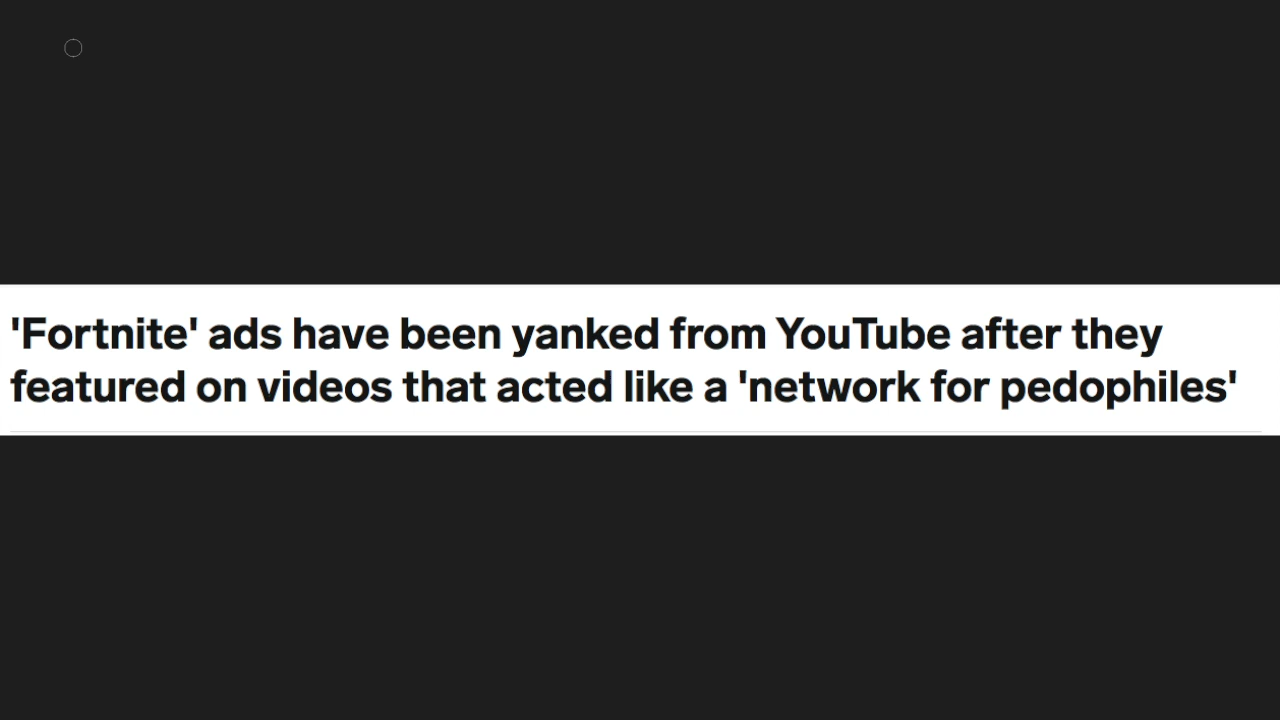 'Fortnite' ads have been yanked from YouTube after they
featured on videos that acted like a 'network for pedophiles'